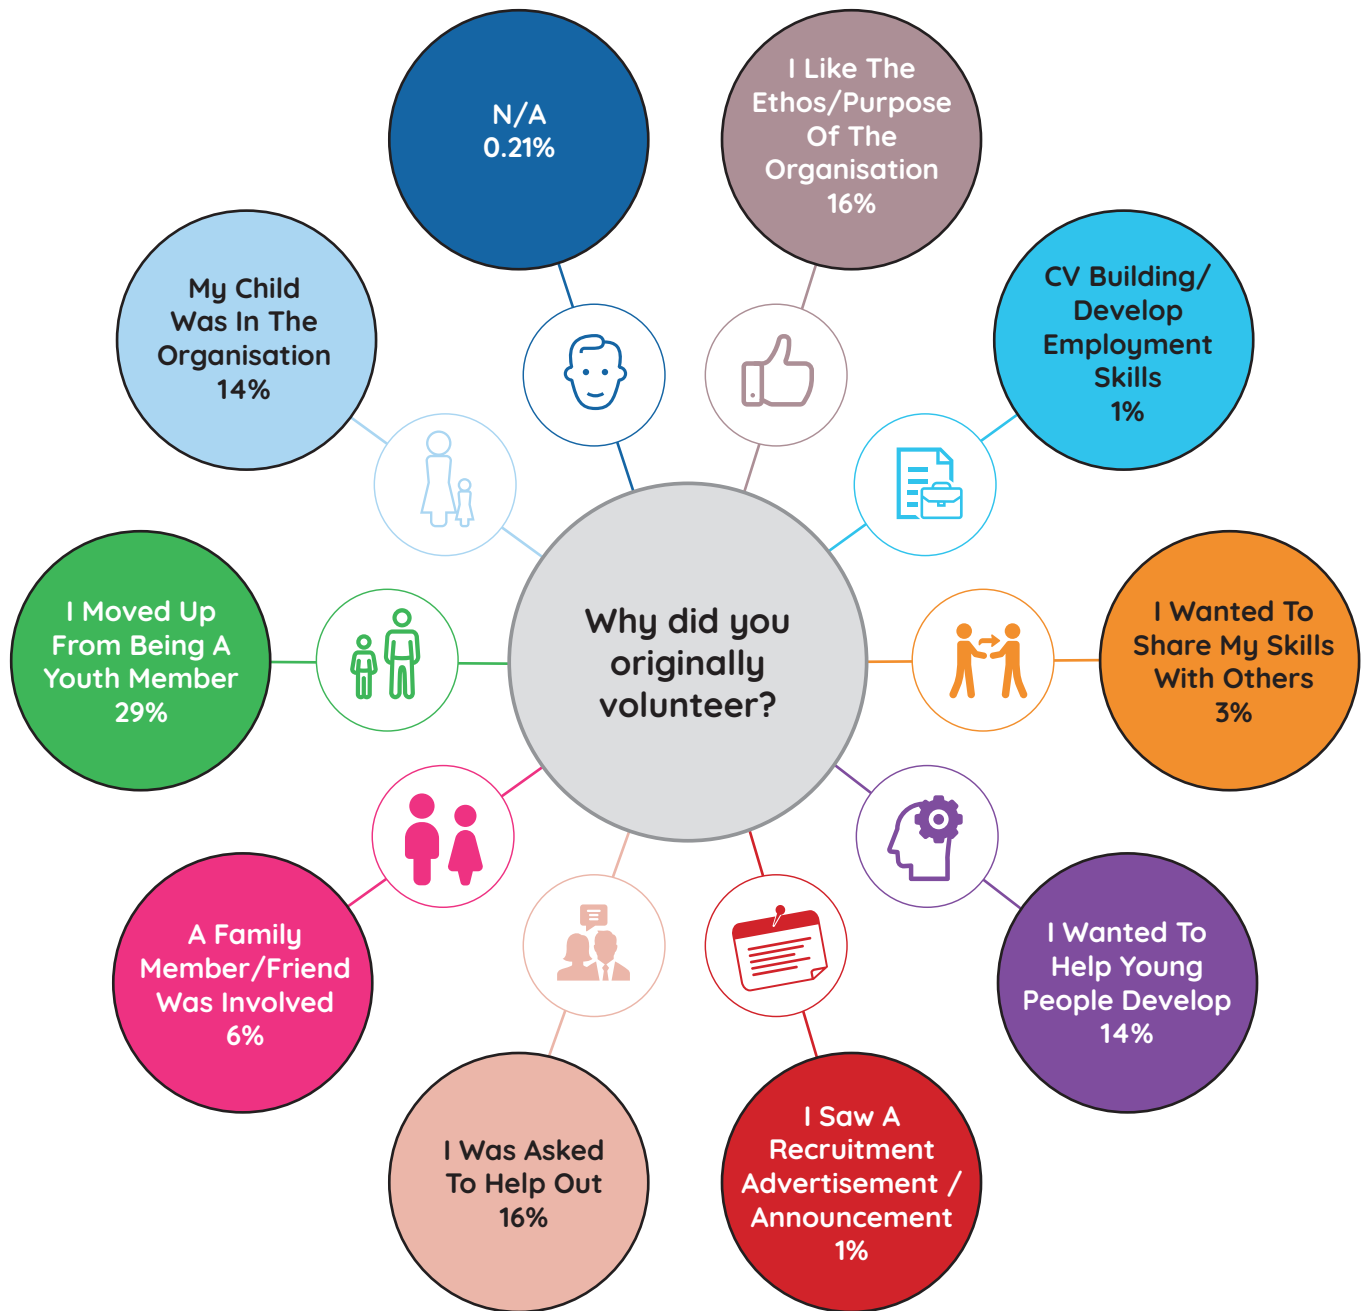 N/A
0.21%
I Like The
Ethos/Purpose
Of The
Organisation
16%
My Child
Was In The
Organisation
14%
CV Building/
Develop
Employment
Skills
1%
I Moved Up
From Being A
Youth Member
29%
Why did you
originally
volunteer?
I Wanted To
Share My Skills
With Others
3%
A Family
Member/Friend
Was Involved
6%
I Wanted To
Help Young
People Develop
14%
I Was Asked
To Help Out
16%
I Saw A
Recruitment
Advertisement /
Announcement
1%